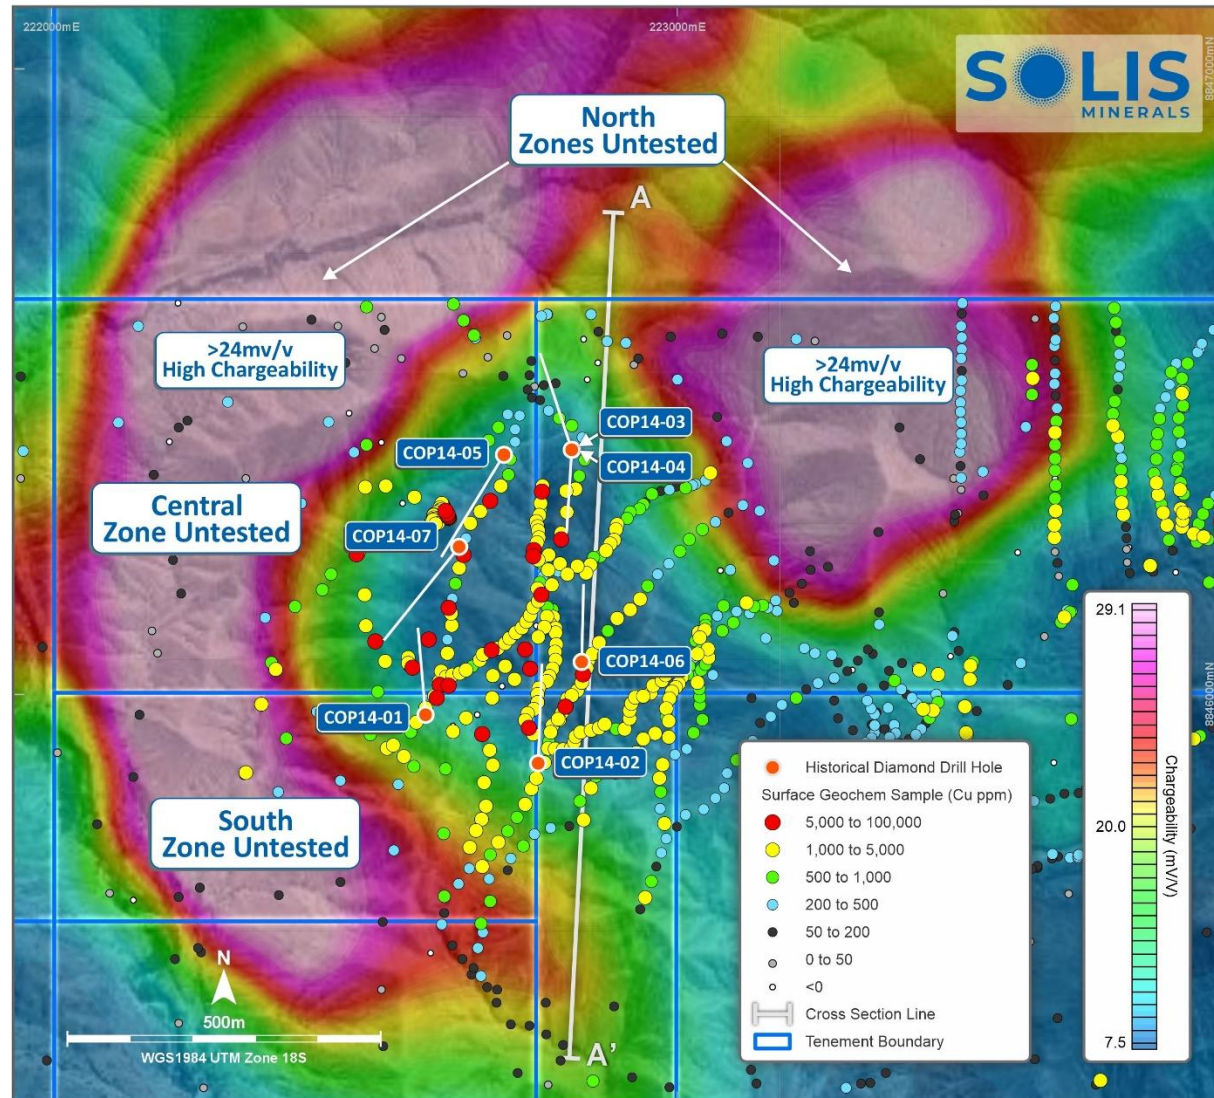 222000mE
223000mE
8847000mN
SOLIS
MINERALS
North
Zones Untested
A
>24mv/v
High Chargeability
>24mv/v
High Chargeability
COP14-03
COP14-05
COP14-04
Central
Zone Untested
COP14-07
COP14-06
8846000mN
COP14-01
COP14-02
South
Zone Untested
Historical Diamond Drill Hole
Surface Geochem Sample (Cu ppm)
5,000 to 100,000
1,000 to 5,000
500 to 1,000
200 to 500
50 to 200
0 to 50
<0
Cross Section Line
Tenement Boundary
29.1
20.0
7.5
Chargeability (mV/V)
N
500m
WGS1984 UTM Zone 18S
A'